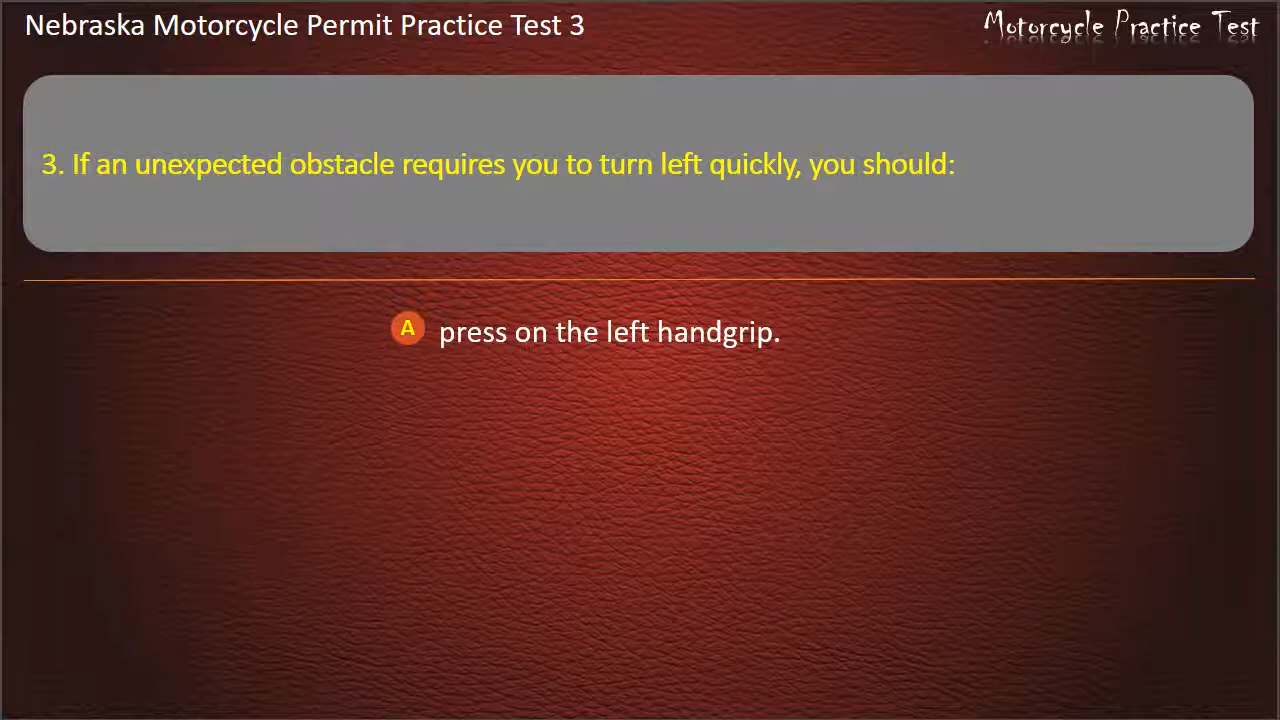 Nebraska Motorcycle Permit Practice Test 3
Motorcycle Practice Test
3. If an unexpected obstacle requires you to turn left quickly, you should:
A press on the left handgrip.